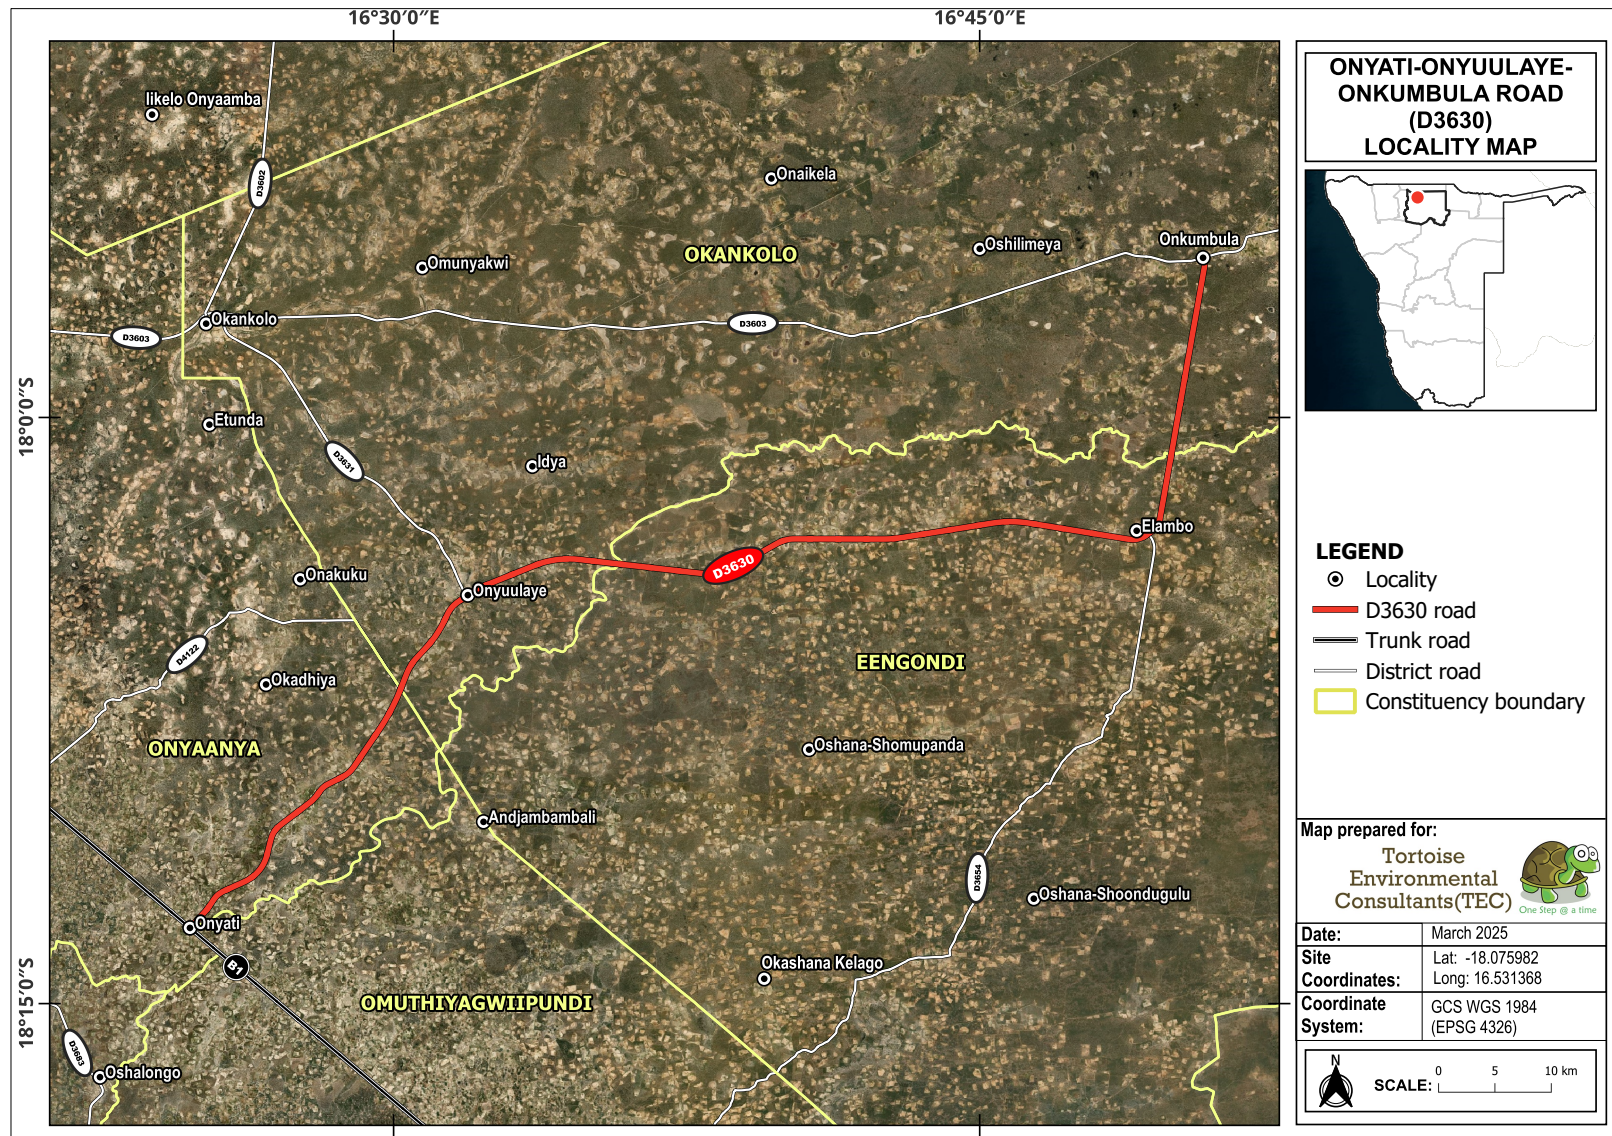 16°30′0″E
16°45′0″E
18°0′0″S
18°15′0″S
Iikelo Onyaamba
D3602
Onaikela
OKANKOLO
Oshilimeya
Onkumbula
Omunyakwi
Okankolo
D3603
D3603
Etunda
D3631
Idya
Elambo
D3630
Onakuku
Onyuulaye
D4122
EENGONDI
Okadhiya
ONYAANYA
Oshana-Shomupanda
Andjambambali
D3654
Oshana-Shoondugulu
Onyati
B1
Okashana Kelago
OMUTHIYAGWIIPUNDI
D3683
Oshalongo
ONYATI-ONYUULAYE-
ONKUMBULA ROAD
(D3630)
LOCALITY MAP
LEGEND
Locality
D3630 road
Trunk road
District road
Constituency boundary
Map prepared for:
Tortoise
Environmental
Consultants(TEC)
One Step @ a time
Date: March 2025
Site Coordinates: Lat: -18.075982
Long: 16.531368
Coordinate System: GCS WGS 1984
(EPSG 4326)
N
SCALE: 0 5 10 km